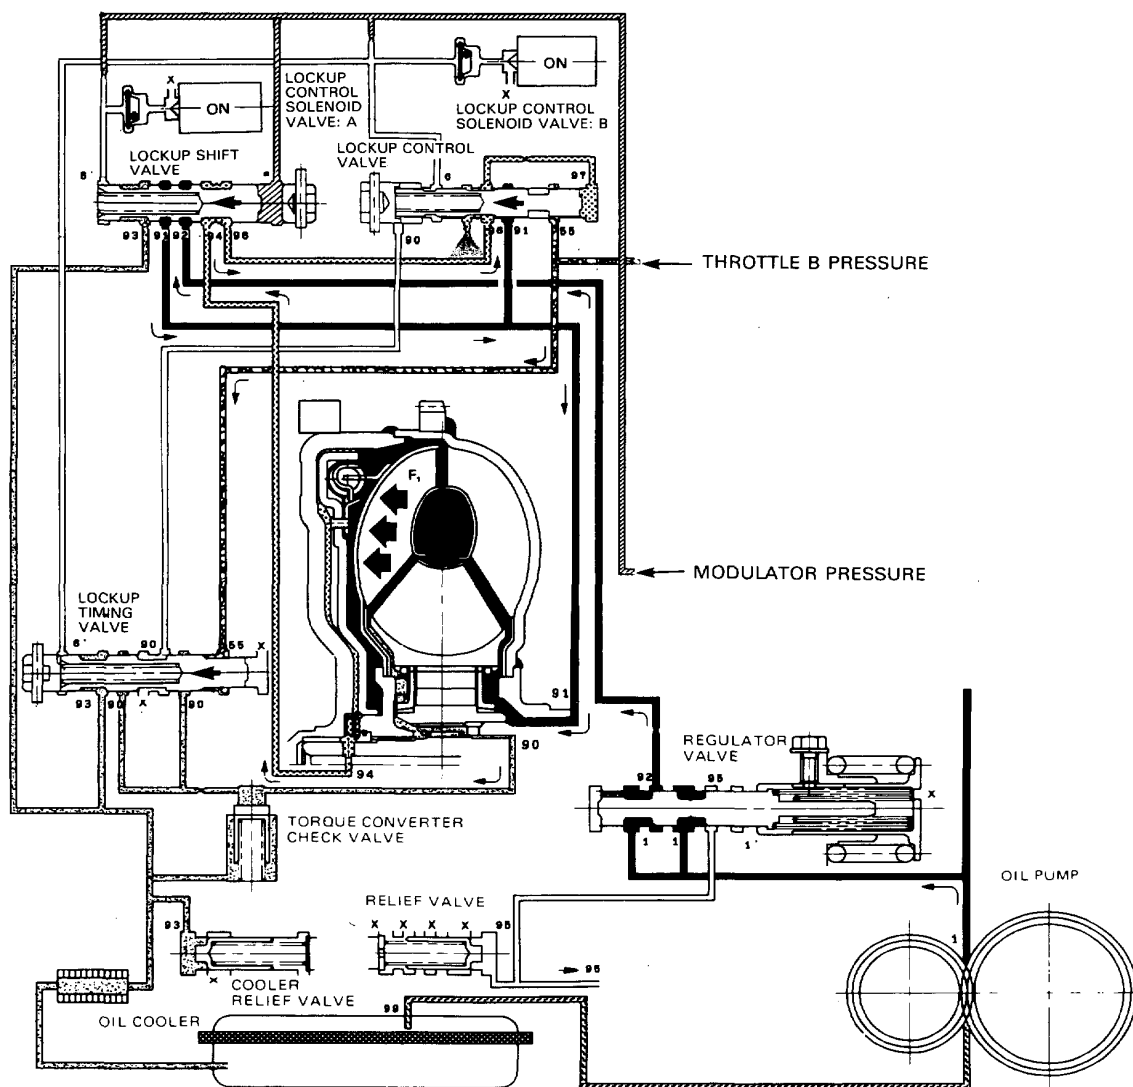 ON
X
LOCKUP CONTROL
SOLENOID VALVE: B
X
ON
LOCKUP
CONTROL
SOLENOID
VALVE: A
LOCKUP SHIFT
VALVE
LOCKUP CONTROL
VALVE
6
97
93
91
92
94
96
90
96
91
55
THROTTLE B PRESSURE
F1
MODULATOR PRESSURE
LOCKUP
TIMING
VALVE
6'
90
55
X
93
90
X
90
91
90
94
REGULATOR
VALVE
92
95
X
1
1
1'
TORQUE CONVERTER
CHECK VALVE
OIL PUMP
1
RELIEF VALVE
X
X
X
X
95
93
X
95
COOLER
RELIEF VALVE
OIL COOLER
99